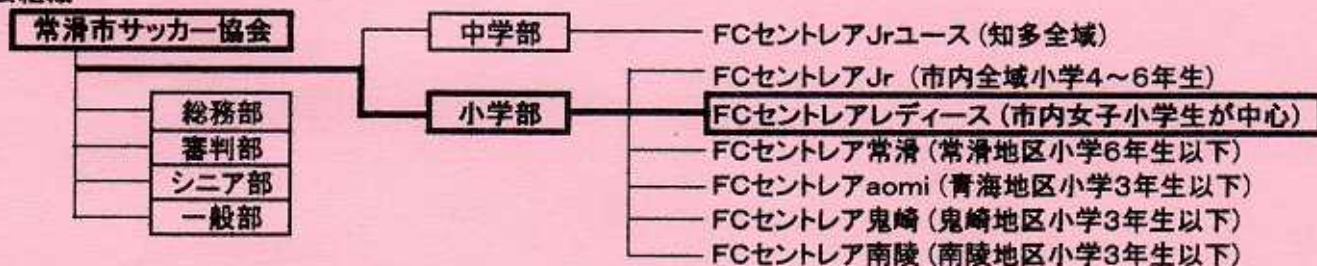 常滑市サッカー協会
中学部
FCセントレアJrユース(知多全域)
FCセントレアJr (市内全域小学4~6年生)
総務部
小学部
FCセントレアレディース(市内女子小学生が中心)
審判部
FCセントレア常滑(常滑地区小学6年生以下)
シニア部
FCセントレアaomi(青海地区小学3年生以下)
一般部
FCセントレア鬼崎(鬼崎地区小学3年生以下)
FCセントレア南陵(南陵地区小学3年生以下)